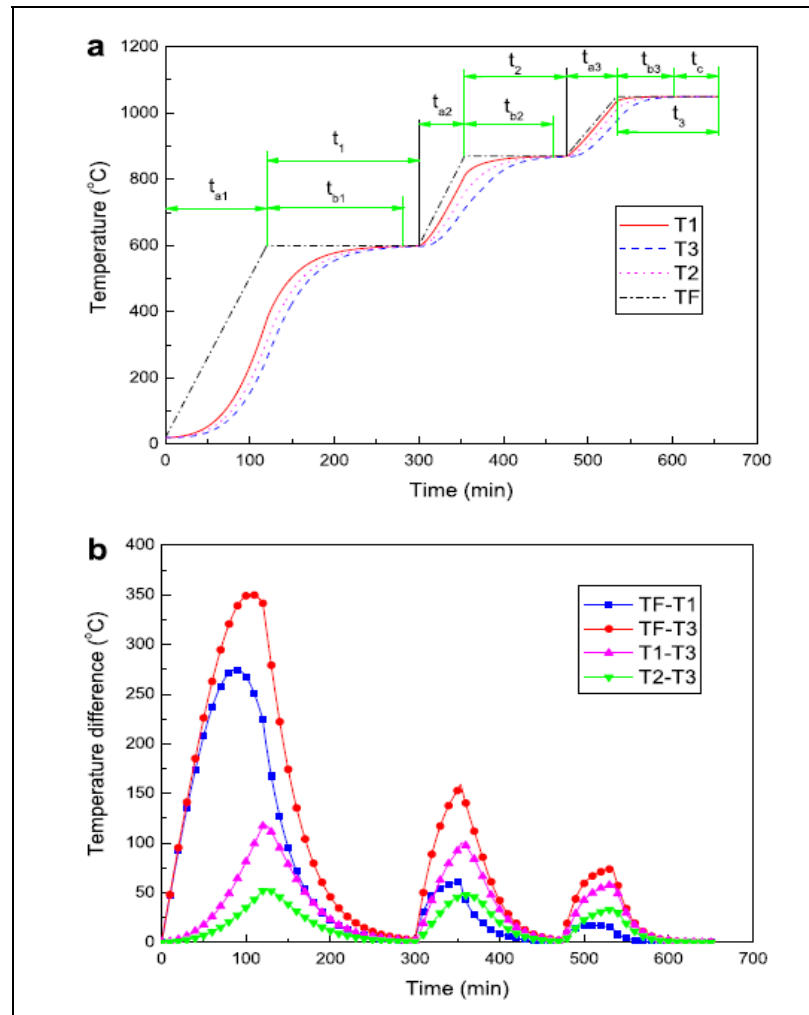 a
1200
1000
800
600
400
200
0
Temperature (°C)
ta1
t1
tb1
ta2
t2
tb2
ta3
tb3
tc
t3
T1
T3
T2
TF
0 100 200 300 400 500 600 700
Time (min)
b
400
350
300
250
200
150
100
50
0
Temperature difference (°C)
TF-T1
TF-T3
T1-T3
T2-T3
0 100 200 300 400 500 600 700
Time (min)